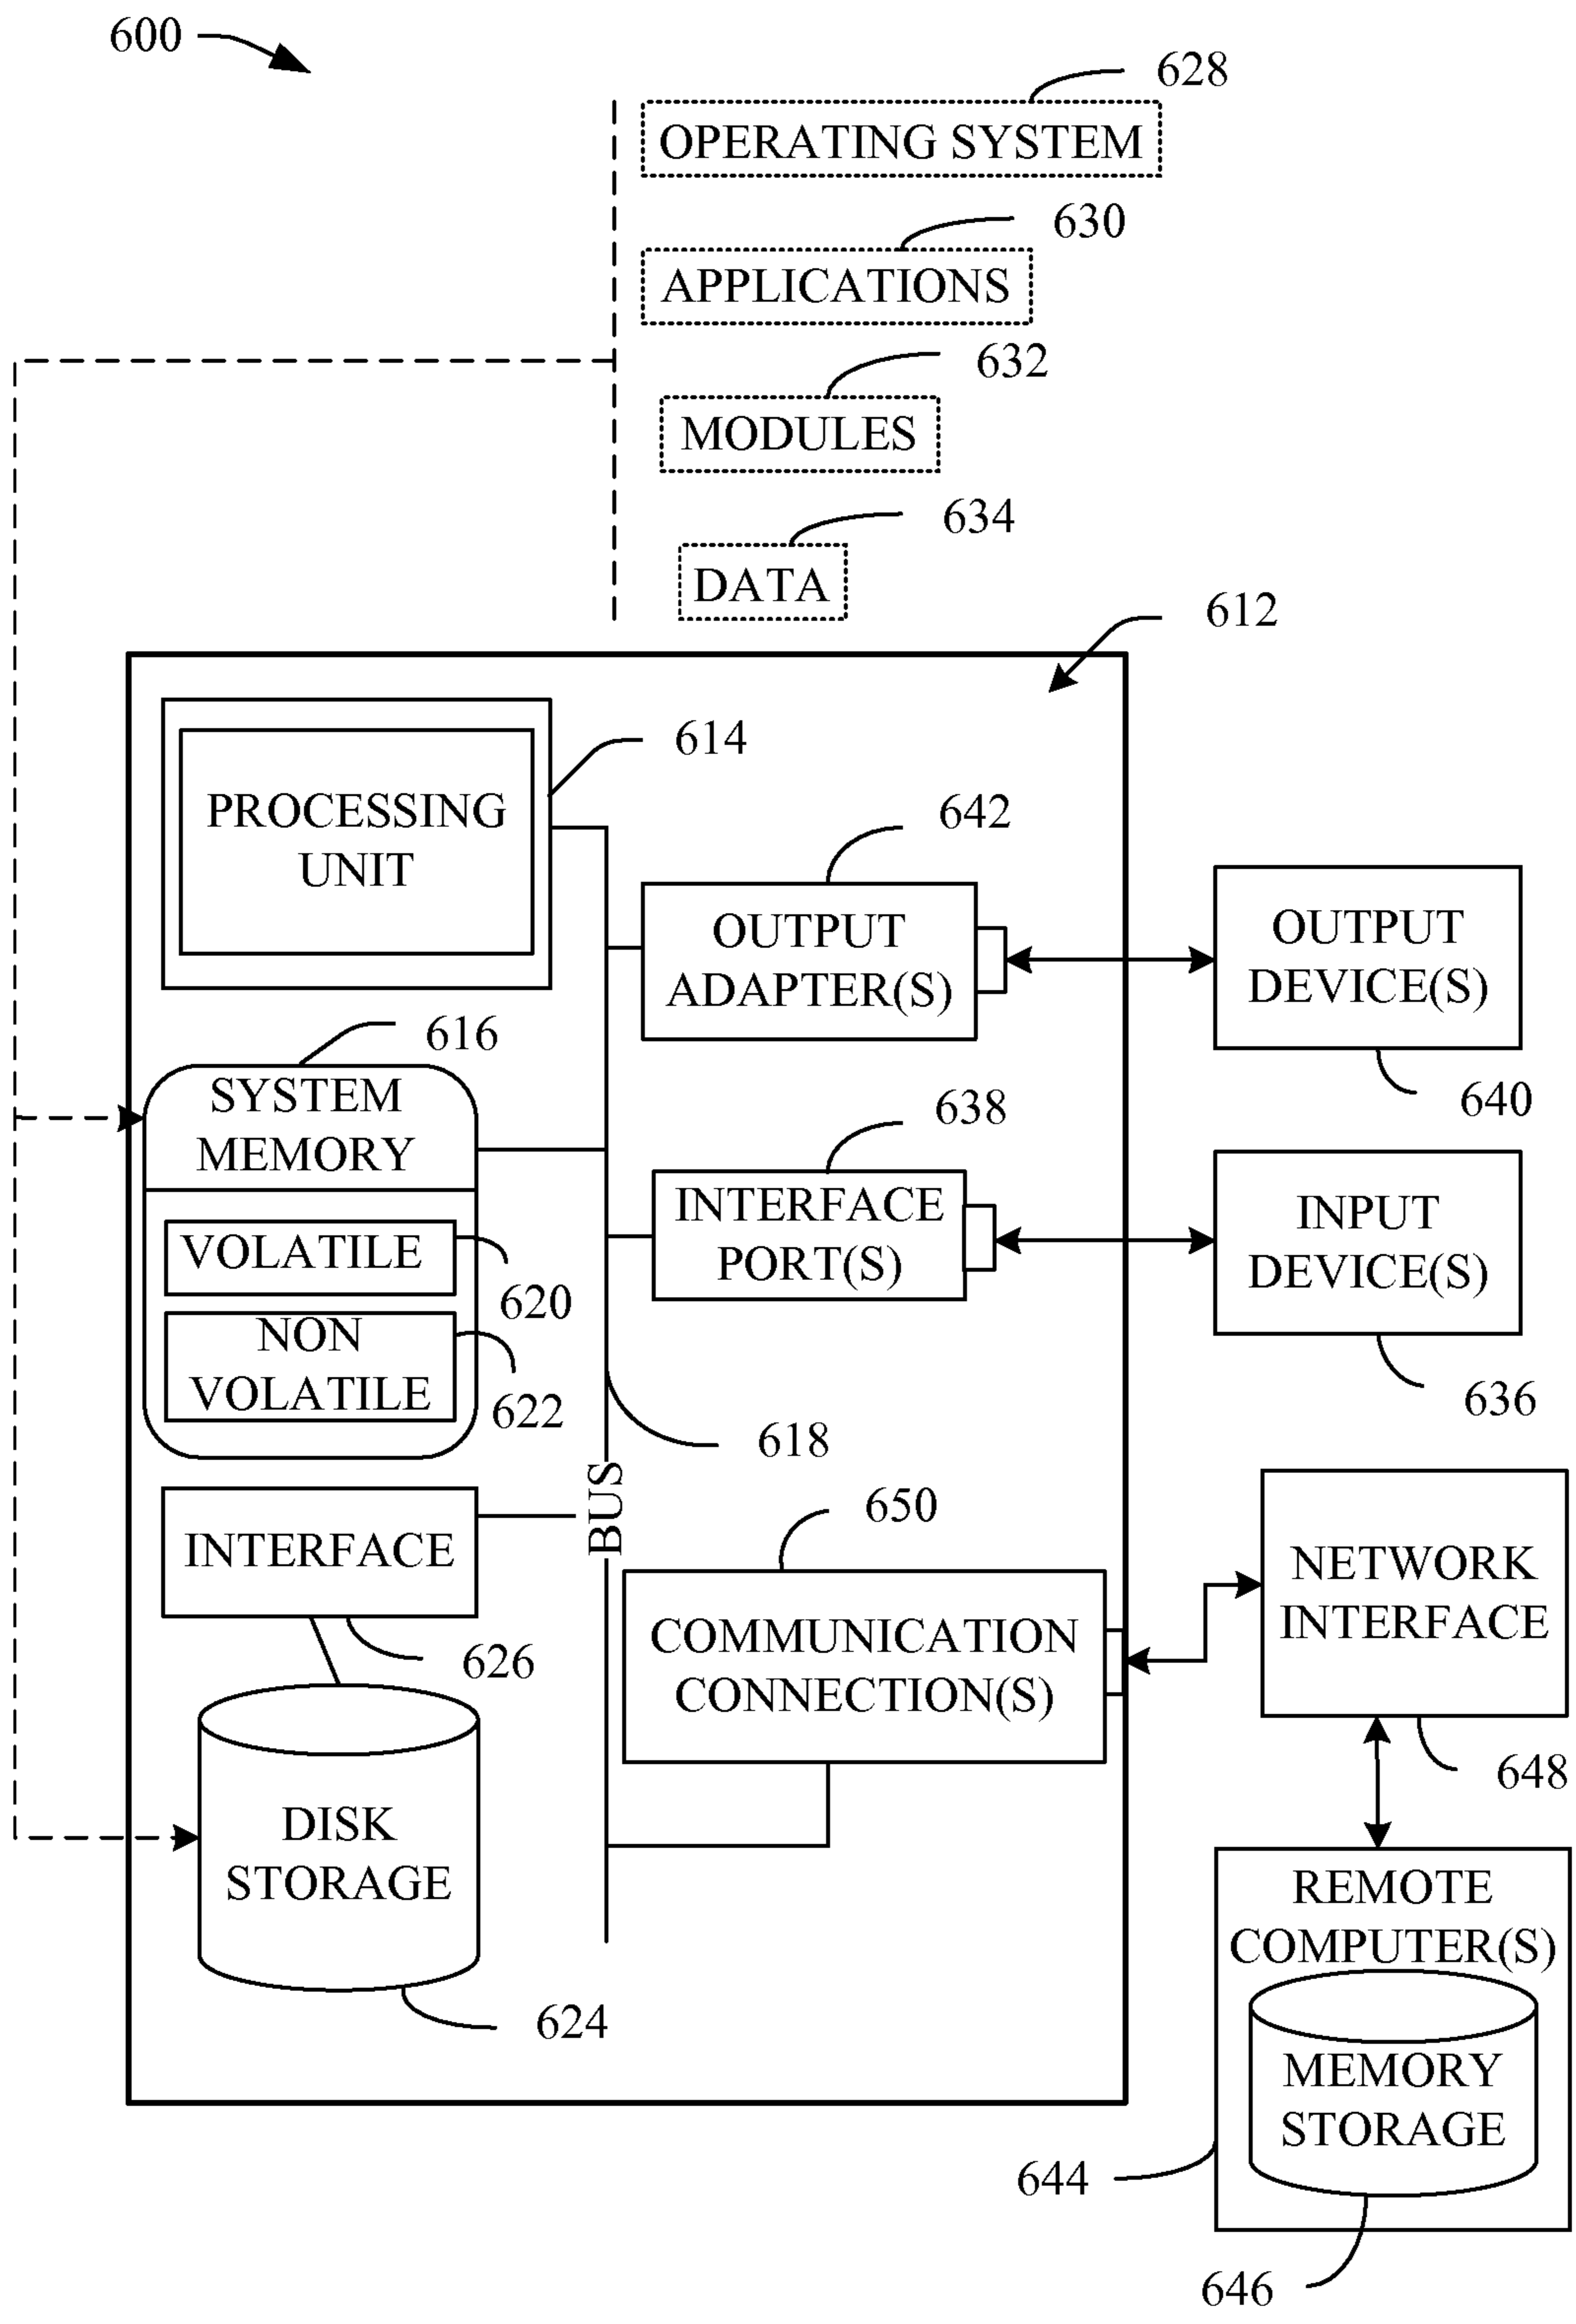 600
628
OPERATING SYSTEM
630
APPLICATIONS
632
MODULES
634
DATA
612
614
PROCESSING
UNIT
642
OUTPUT
ADAPTER(S)
OUTPUT
DEVICE(S)
640
616
SYSTEM
MEMORY
638
INTERFACE
PORT(S)
INPUT
DEVICE(S)
636
VOLATILE
620
NON
VOLATILE
622
618
BUS
INTERFACE
626
650
COMMUNICATION
CONNECTION(S)
NETWORK
INTERFACE
648
DISK
STORAGE
624
REMOTE
COMPUTER(S)
MEMORY
STORAGE
644
646